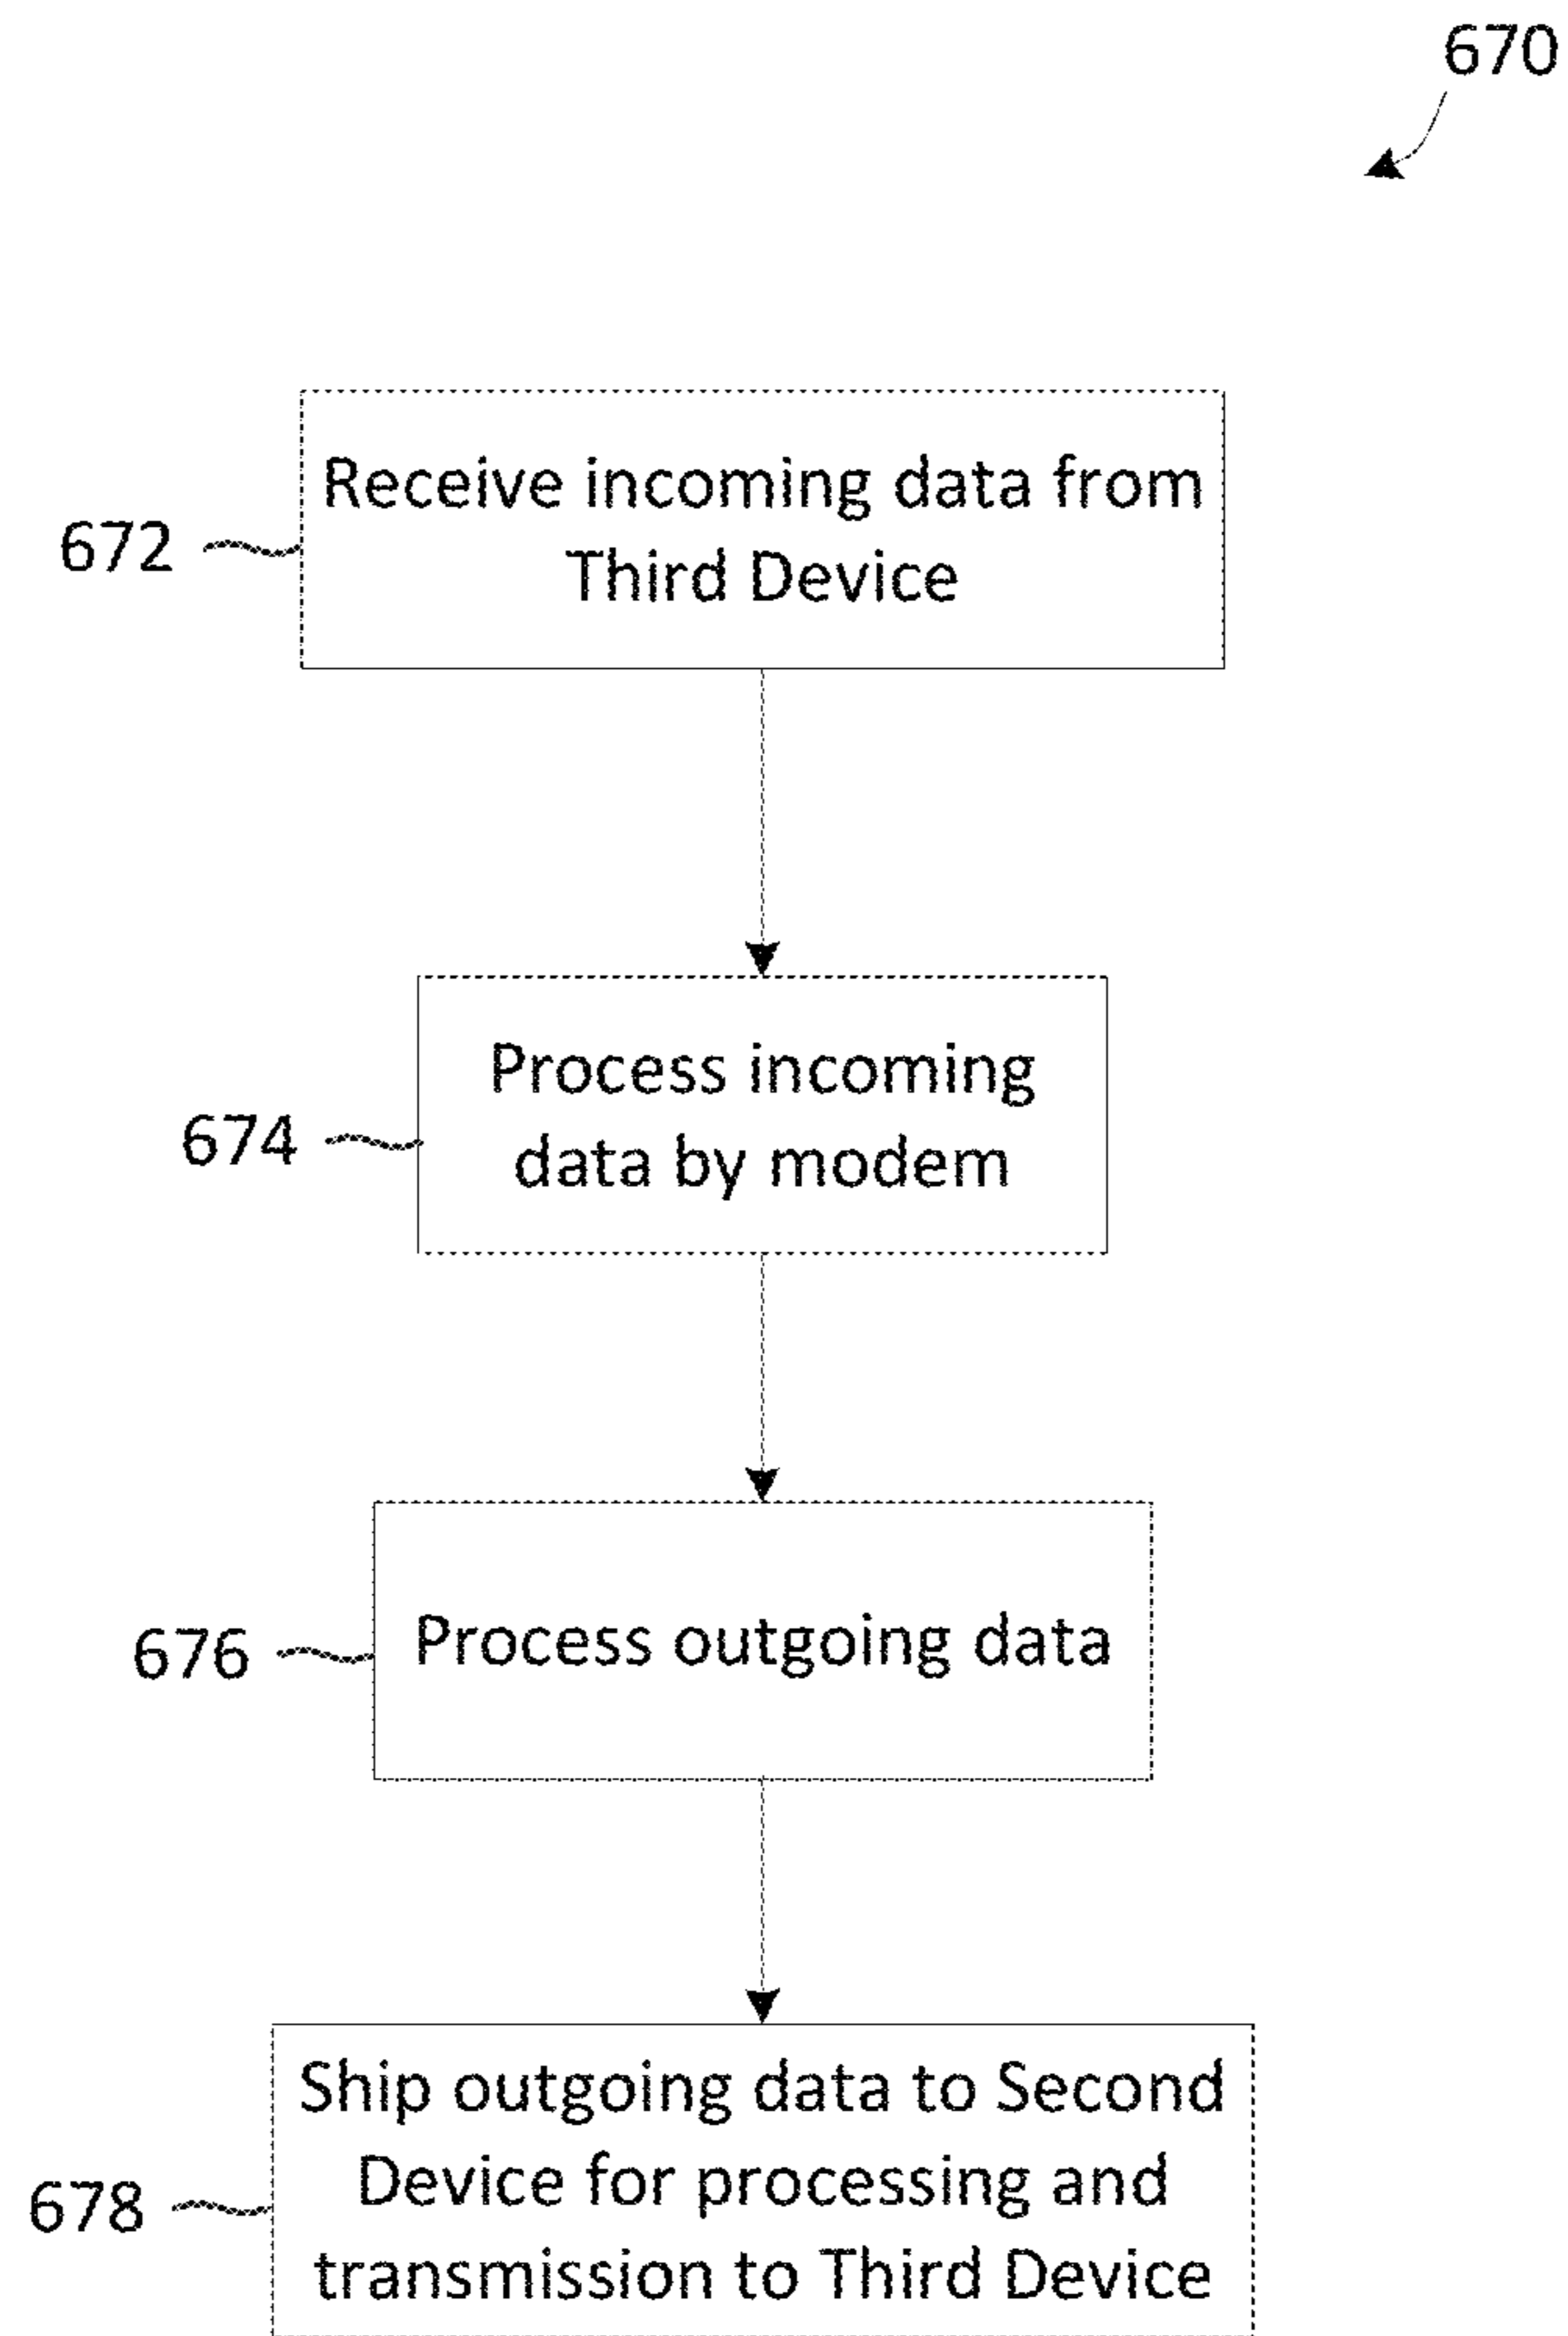 670
672
Receive incoming data from
Third Device
674
Process incoming
data by modem
676
Process outgoing data
678
Ship outgoing data to Second
Device for processing and
transmission to Third Device